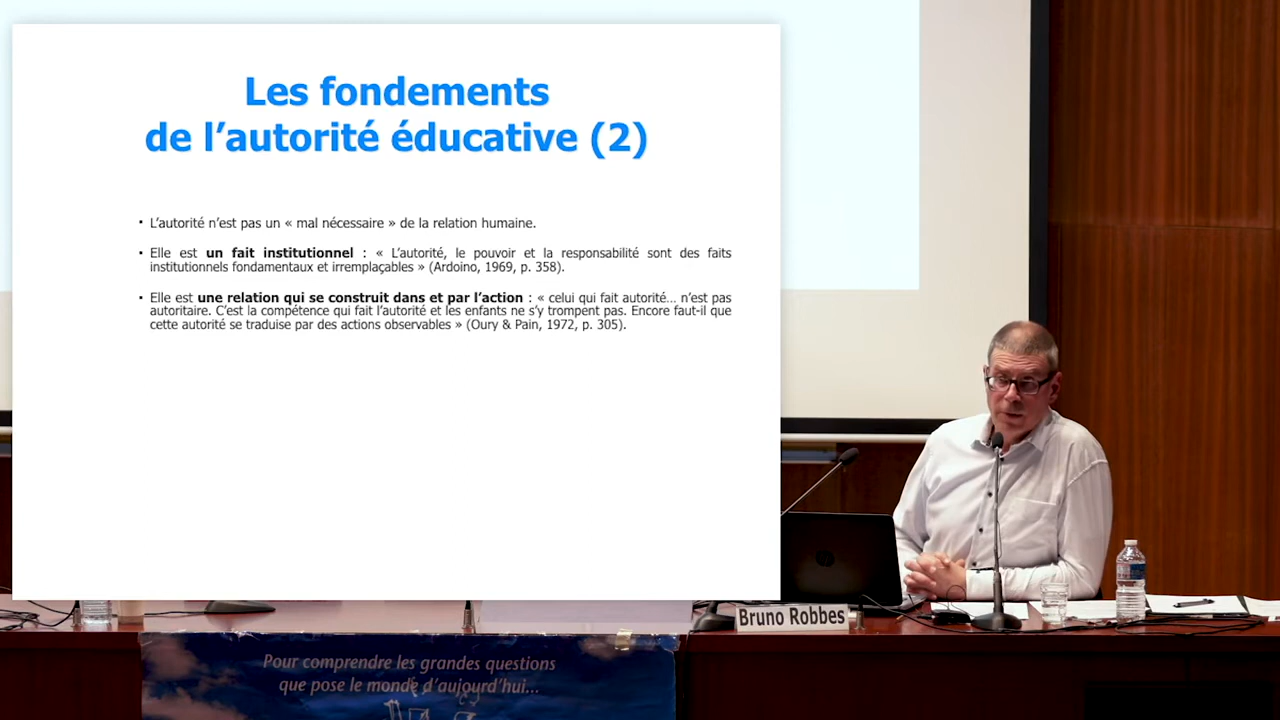 Les fondements
de l’autorité éducative (2)
• L’autorité n’est pas un « mal nécessaire » de la relation humaine.
• Elle est un fait institutionnel : « L’autorité, le pouvoir et la responsabilité sont des faits
institutionnels fondamentaux et irremplaçables » (Ardoino, 1969, p. 358).
• Elle est une relation qui se construit dans et par l’action : « celui qui fait autorité... n’est pas
autoritaire. C’est la compétence qui fait l’autorité et les enfants ne s’y trompent pas. Encore faut-il que
cette autorité se traduise par des actions observables » (Oury & Pain, 1972, p. 305).
Bruno Robbes
Pour comprendre les grandes questions
que pose le monde d’aujourd’hui...